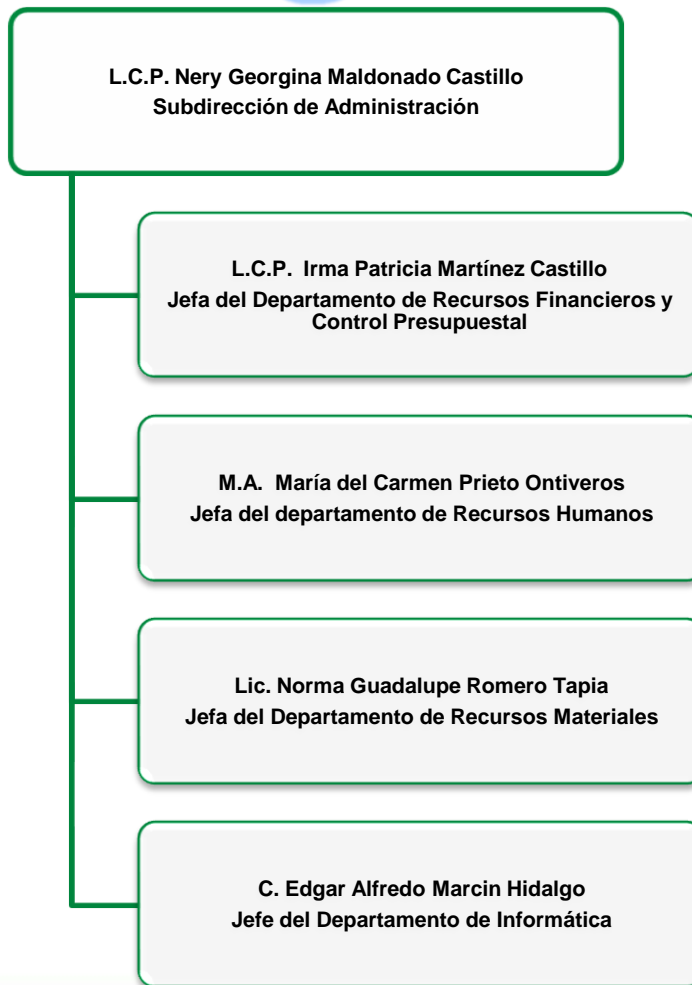 L.C.P. Nery Georgina Maldonado Castillo
Subdirección de Administración
L.C.P. Irma Patricia Martínez Castillo
Jefa del Departamento de Recursos Financieros y
Control Presupuestal
M.A. María del Carmen Prieto Ontiveros
Jefa del departamento de Recursos Humanos
Lic. Norma Guadalupe Romero Tapia
Jefa del Departamento de Recursos Materiales
C. Edgar Alfredo Marcin Hidalgo
Jefe del Departamento de Informática